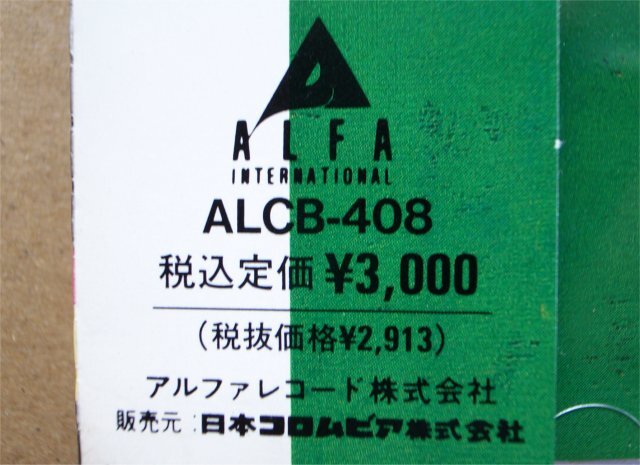 ALFA
INTERNATIONAL
ALCB-408
税込定価 ¥3,000
(税抜価格¥2,913)
アルファレコード株式会社
販売元:日本コロムビア株式会社